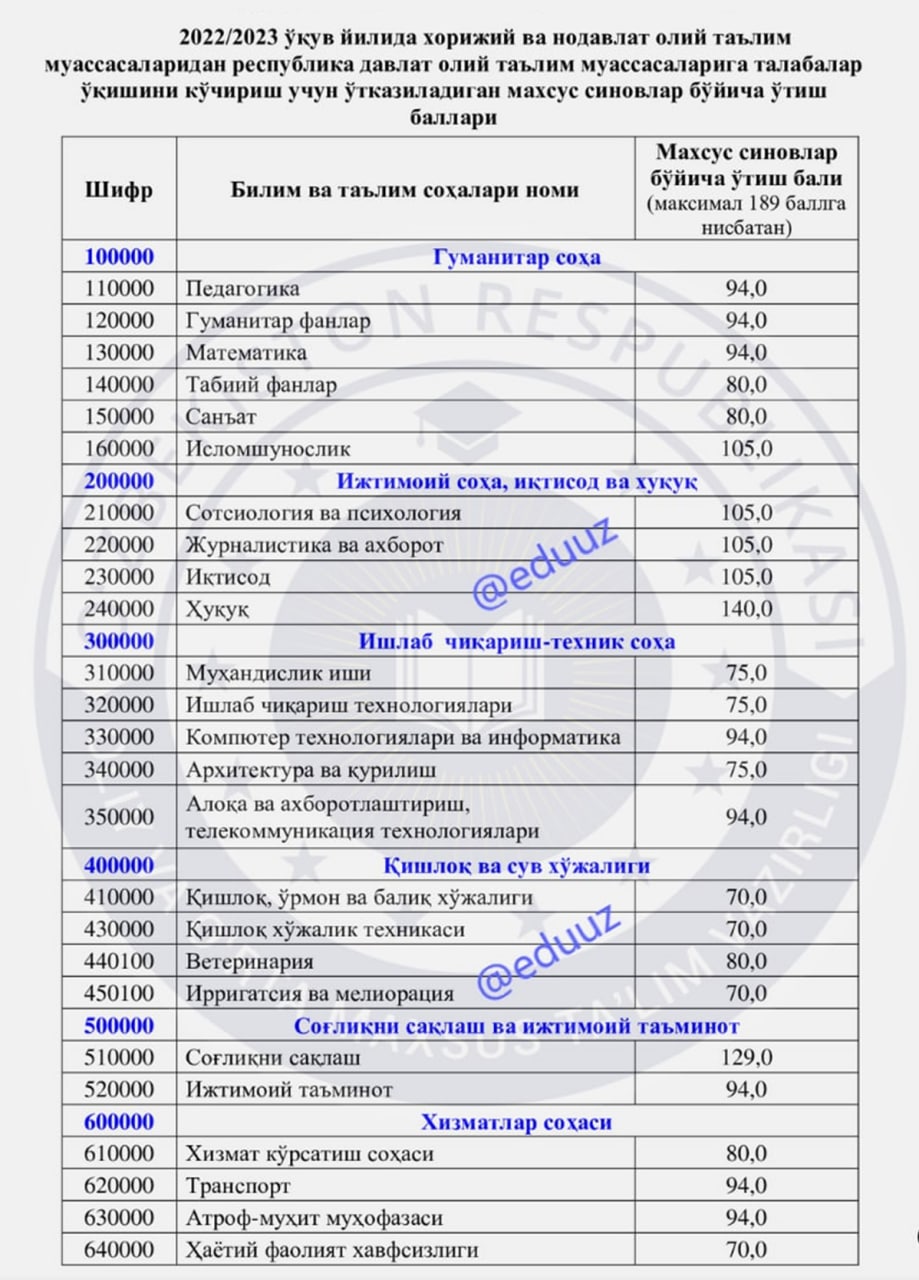 2022/2023 ўқув йилида хорижий ва нодавлат олий таълим
муассасаларидан республика давлат олий таълим муассасаларига талабалар
ўқишини кўчириш учун ўтказиладиган махсус синовлар бўйича ўтиш
баллари
Шифр
Билим ва таълим соҳалари номи
Махсус синовлар
бўйича ўтиш бали
(максимал 189 баллга
нисбатан)
100000 Гуманитар соҳа
110000 Педагогика 94,0
120000 Гуманитар фанлар 94,0
130000 Математика 94,0
140000 Табиий фанлар 80,0
150000 Санъат 80,0
160000 Исломшунослик 105,0
200000 Ижтимоий соҳа, иқтисод ва ҳуқуқ
210000 Сотсиология ва психология 105,0
220000 Журналистика ва ахборот 105,0
230000 Иқтисод 105,0
240000 Ҳуқуқ 140,0
@eduuz
300000 Ишлаб чиқариш-техник соҳа
310000 Муҳандислик иши 75,0
320000 Ишлаб чиқариш технологиялари 75,0
330000 Компютер технологиялари ва информатика 94,0
340000 Архитектура ва қурилиш 75,0
350000 Алоқа ва ахборотлаштириш,
телекоммуникация технологиялари 94,0
400000 Қишлоқ ва сув хўжалиги
410000 Қишлоқ, ўрмон ва балиқ хўжалиги 70,0
430000 Қишлоқ хўжалик техникаси 70,0
440100 Ветеринария 80,0
450100 Ирригатсия ва мелиорация 70,0
@eduuz
500000 Соғлиқни сақлаш ва ижтимоий таъминот
510000 Соғлиқни сақлаш 129,0
520000 Ижтимоий таъминот 94,0
600000 Хизматлар соҳаси
610000 Хизмат кўрсатиш соҳаси 80,0
620000 Транспорт 94,0
630000 Атроф-муҳит муҳофазаси 94,0
640000 Ҳаётий фаолият хавфсизлиги 70,0
O'ZBEKISTON RESPUBLIKASI
OLIY VA O'RTA MAXSUS TA'LIM VAZIRLIGI